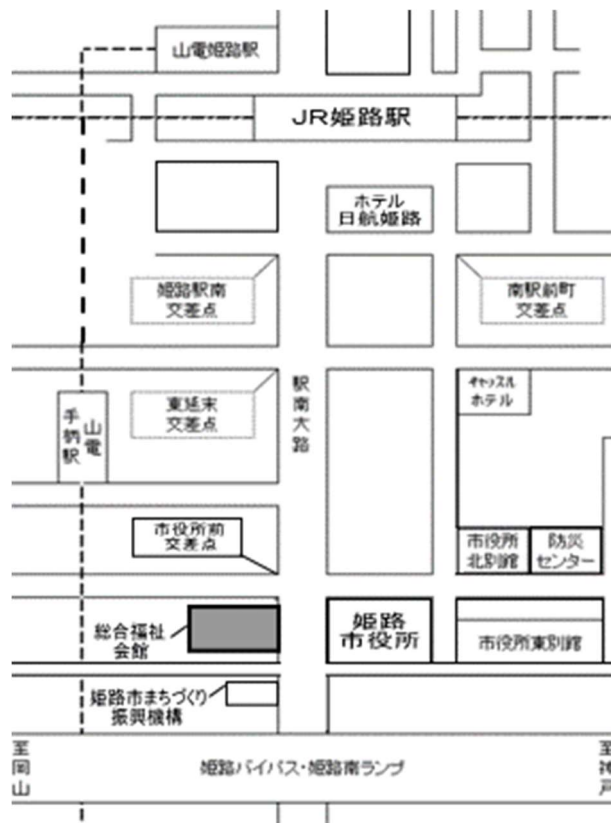 山電姫路駅
JR姫路駅
ホテル
日航姫路
姫路駅南
交差点
南駅前町
交差点
駅南大路
キャッスル
ホテル
東延末
交差点
山電
手柄駅
市役所前
交差点
市役所
北別館
防災
センター
総合福祉
会館
姫路
市役所
市役所東別館
姫路市まちづくり
振興機構
至岡山
姫路バイパス・姫路南ランプ
至神戸